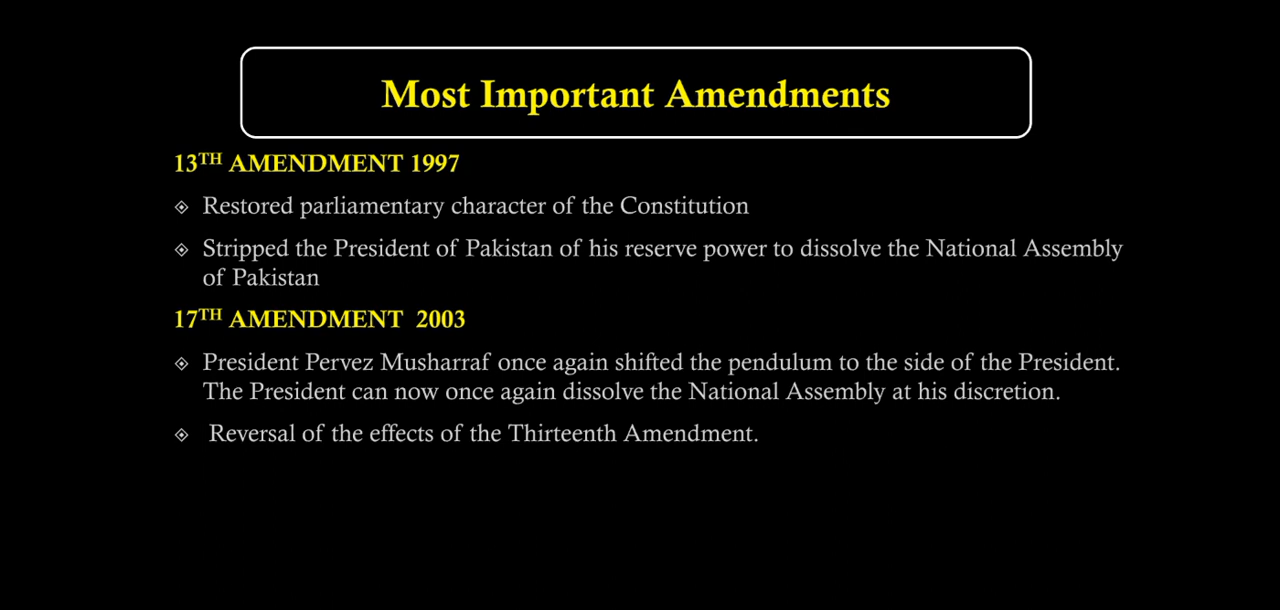 Most Important Amendments
13TH AMENDMENT 1997
Restored parliamentary character of the Constitution
Stripped the President of Pakistan of his reserve power to dissolve the National Assembly
of Pakistan
17TH AMENDMENT 2003
President Pervez Musharraf once again shifted the pendulum to the side of the President.
The President can now once again dissolve the National Assembly at his discretion.
Reversal of the effects of the Thirteenth Amendment.